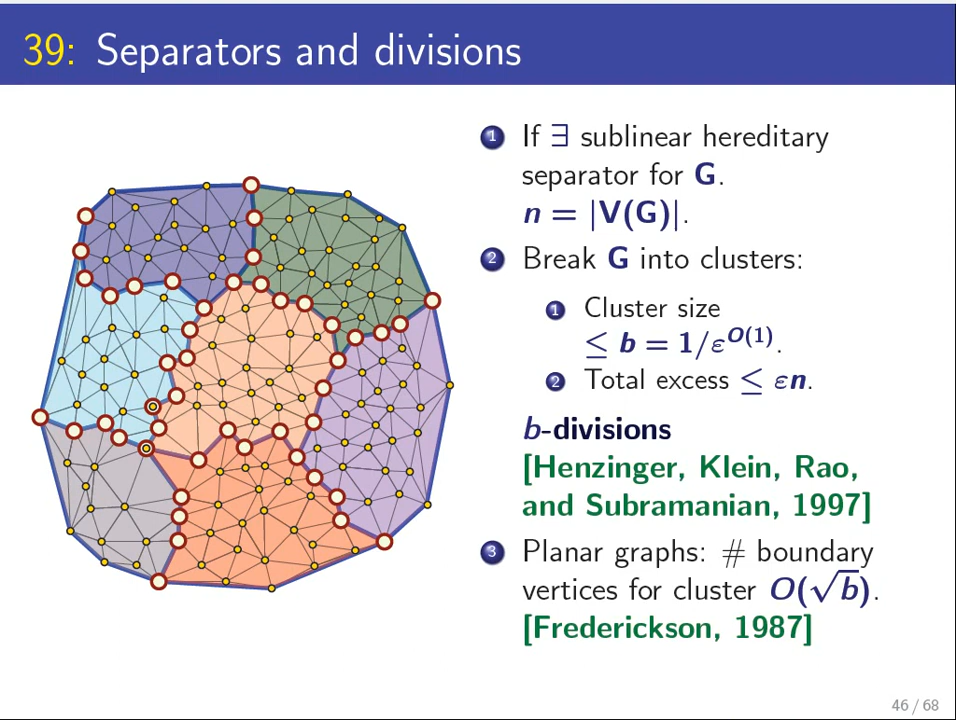 39: Separators and divisions
1 If ∃ sublinear hereditary
separator for G.
n = |V(G)|.
2 Break G into clusters:
1 Cluster size
≤ b = 1/ε^O(1).
2 Total excess ≤ εn.
b-divisions
[Henzinger, Klein, Rao,
and Subramanian, 1997]
3 Planar graphs: # boundary
vertices for cluster O(√b).
[Frederickson, 1987]
46 / 68